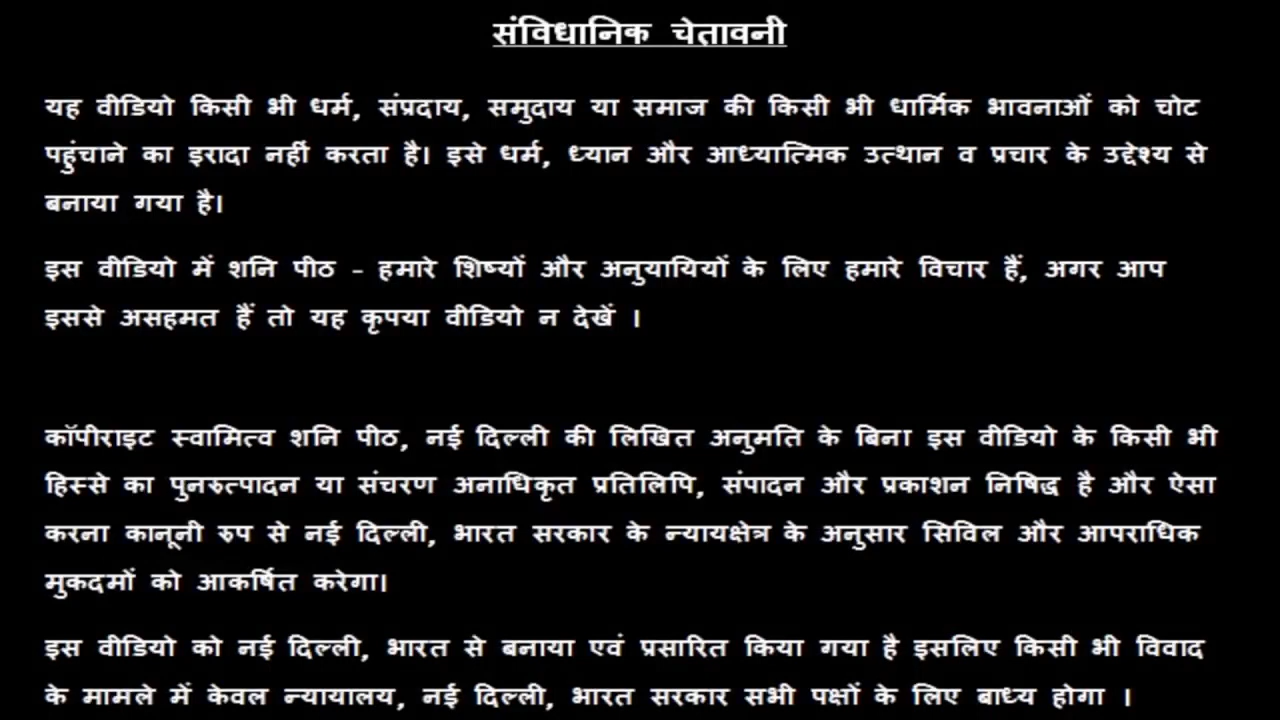 संविधानिक चेतावनी
यह वीडियो किसी भी धर्म, संप्रदाय, समुदाय या समाज की किसी भी धार्मिक भावनाओं को चोट
पहुंचाने का इरादा नहीं करता है। इसे धर्म, ध्यान और आध्यात्मिक उत्थान व प्रचार के उद्देश्य से
बनाया गया है।
इस वीडियो में शनि पीठ - हमारे शिष्यों और अनुयायियों के लिए हमारे विचार हैं, अगर आप
इससे असहमत हैं तो यह कृपया वीडियो न देखें ।
कॉपीराइट स्वामित्व शनि पीठ, नई दिल्ली की लिखित अनुमति के बिना इस वीडियो के किसी भी
हिस्से का पुनरुत्पादन या संचरण अनाधिकृत प्रतिलिपि, संपादन और प्रकाशन निषिद्ध है और ऐसा
करना कानूनी रुप से नई दिल्ली, भारत सरकार के न्यायक्षेत्र के अनुसार सिविल और आपराधिक
मुकदमों को आकर्षित करेगा।
इस वीडियो को नई दिल्ली, भारत से बनाया एवं प्रसारित किया गया है इसलिए किसी भी विवाद
के मामले में केवल न्यायालय, नई दिल्ली, भारत सरकार सभी पक्षों के लिए बाध्य होगा ।